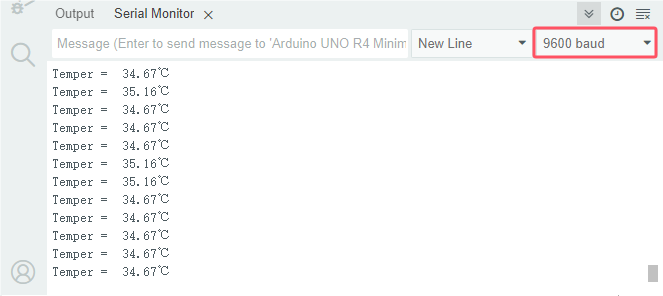 Output Serial Monitor
Message (Enter to send message to 'Arduino UNO R4 Minim New Line 9600 baud
Temper = 34.67℃
Temper = 35.16℃
Temper = 34.67℃
Temper = 34.67℃
Temper = 34.67℃
Temper = 35.16℃
Temper = 35.16℃
Temper = 34.67℃
Temper = 34.67℃
Temper = 34.67℃
Temper = 34.67℃
Temper = 34.67℃